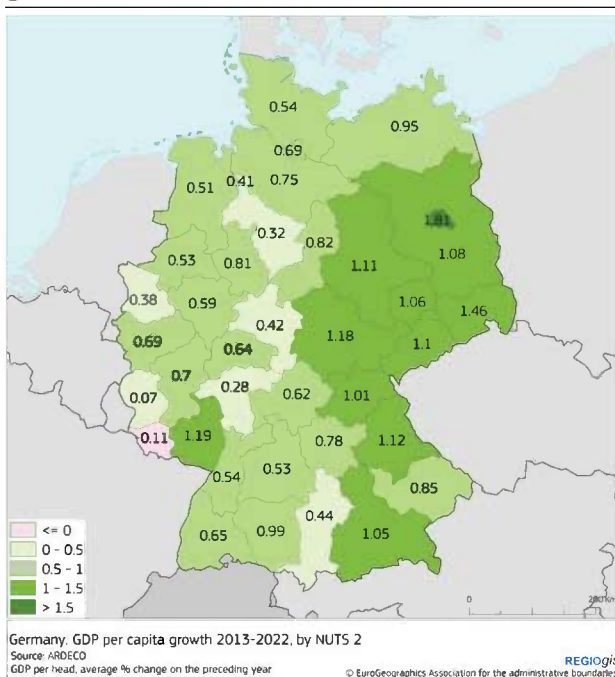 0.54
0.95
0.69
0.41 0.75
0.51
1.81
0.32
0.82
1.08
0.53 0.81
1.11
0.38 0.59
1.06
1.46
0.42
1.18
1.1
0.69 0.64
0.7 0.28 0.62 1.01
0.07
0.11 1.19
0.78 1.12
0.54 0.53
0.85
0.44
0.65 0.99 1.05
<= 0
0 - 0.5
0.5 - 1
1 - 1.5
> 1.5
0
Germany. GDP per capita growth 2013-2022, by NUTS 2
Source: ARDECO
GDP per head, average % change on the preceding year
REGIOgis
© EuroGeographics Association for the administrative boundaries